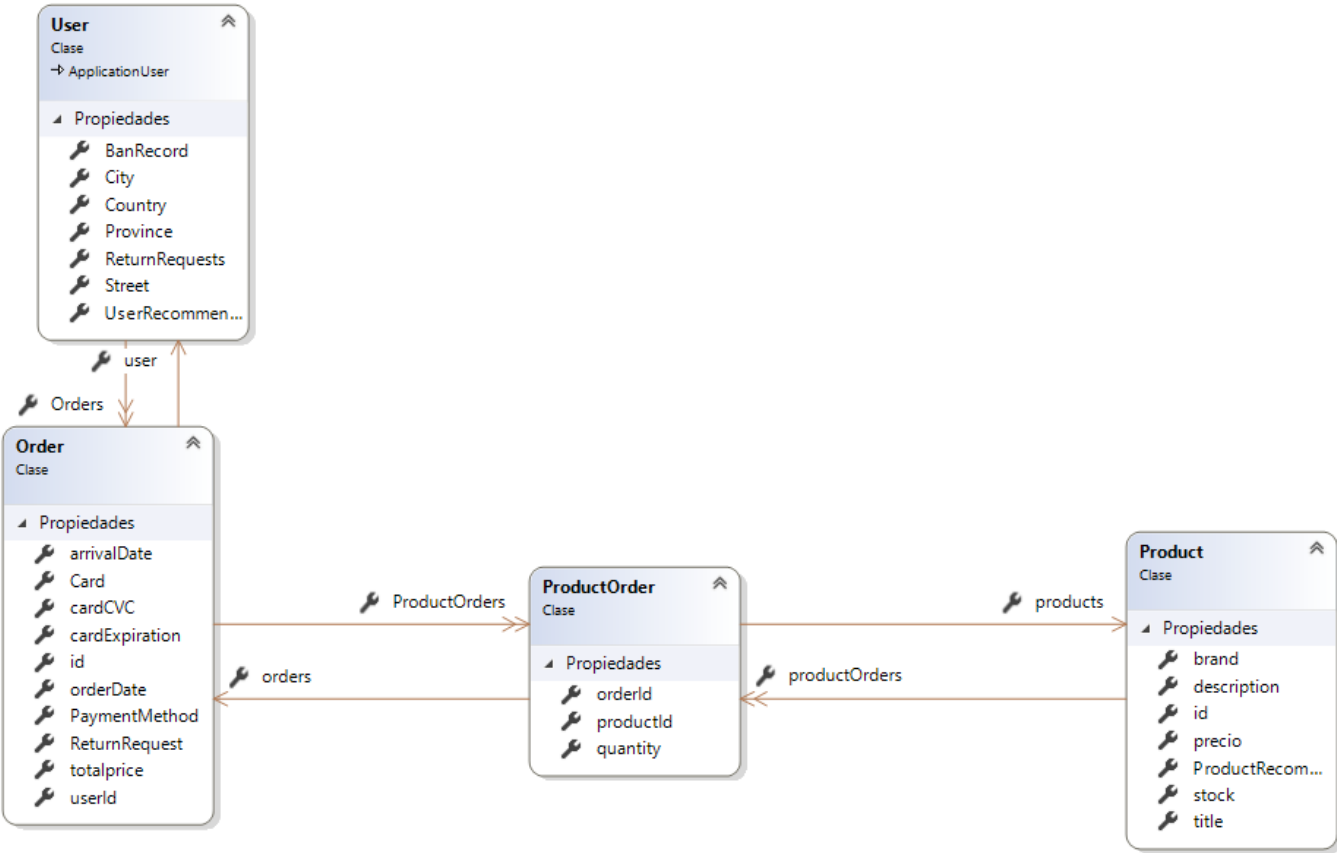 User
Clase
ApplicationUser
Propiedades
BanRecord
City
Country
Province
ReturnRequests
Street
UserRecommen...
user
Orders
Order
Clase
Propiedades
arrivalDate
Card
cardCVC
cardExpiration
id
orderDate
PaymentMethod
ReturnRequest
totalprice
userId
ProductOrders
orders
ProductOrder
Clase
Propiedades
orderId
productId
quantity
products
productOrders
Product
Clase
Propiedades
brand
description
id
precio
ProductRecom...
stock
title